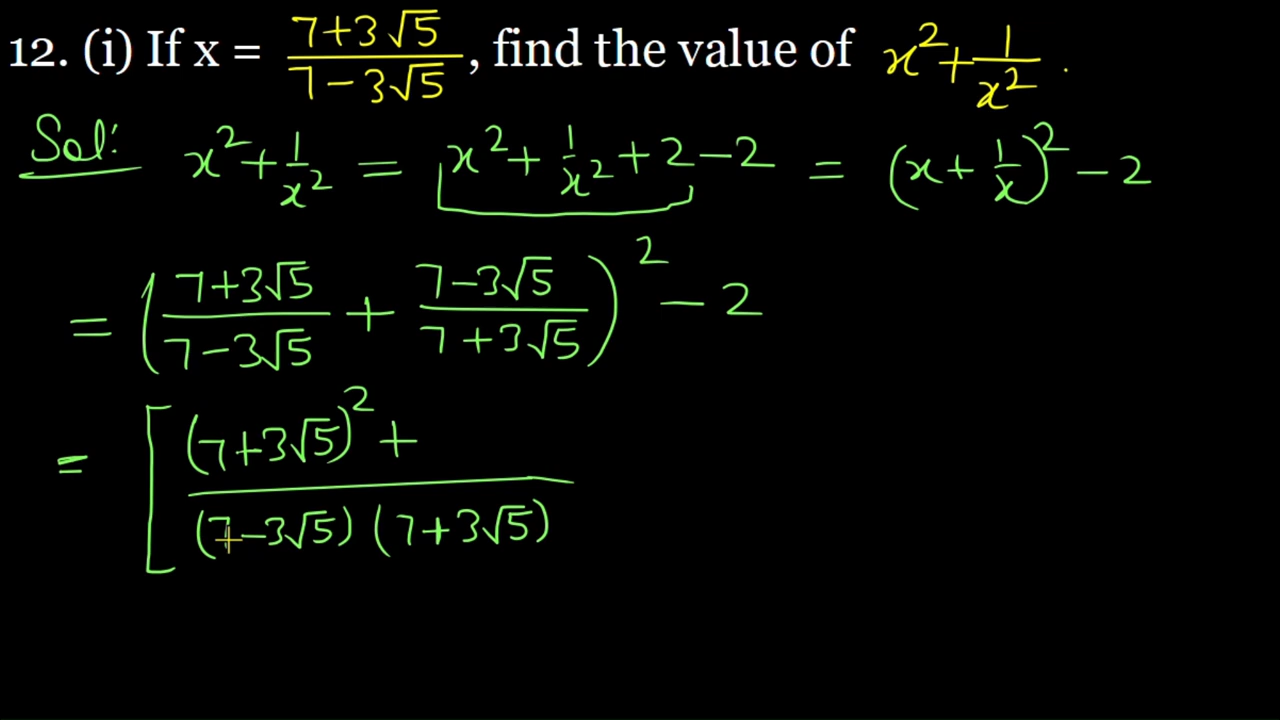 12. (i) If x = (7+3√5)/(7−3√5), find the value of x² + 1/x².
Sol: x² + 1/x² = x² + 1/x² + 2 − 2 = (x + 1/x)² − 2
= ((7+3√5)/(7−3√5) + (7−3√5)/(7+3√5))² − 2
= [ (7+3√5)² + / (7−3√5) (7+3√5)